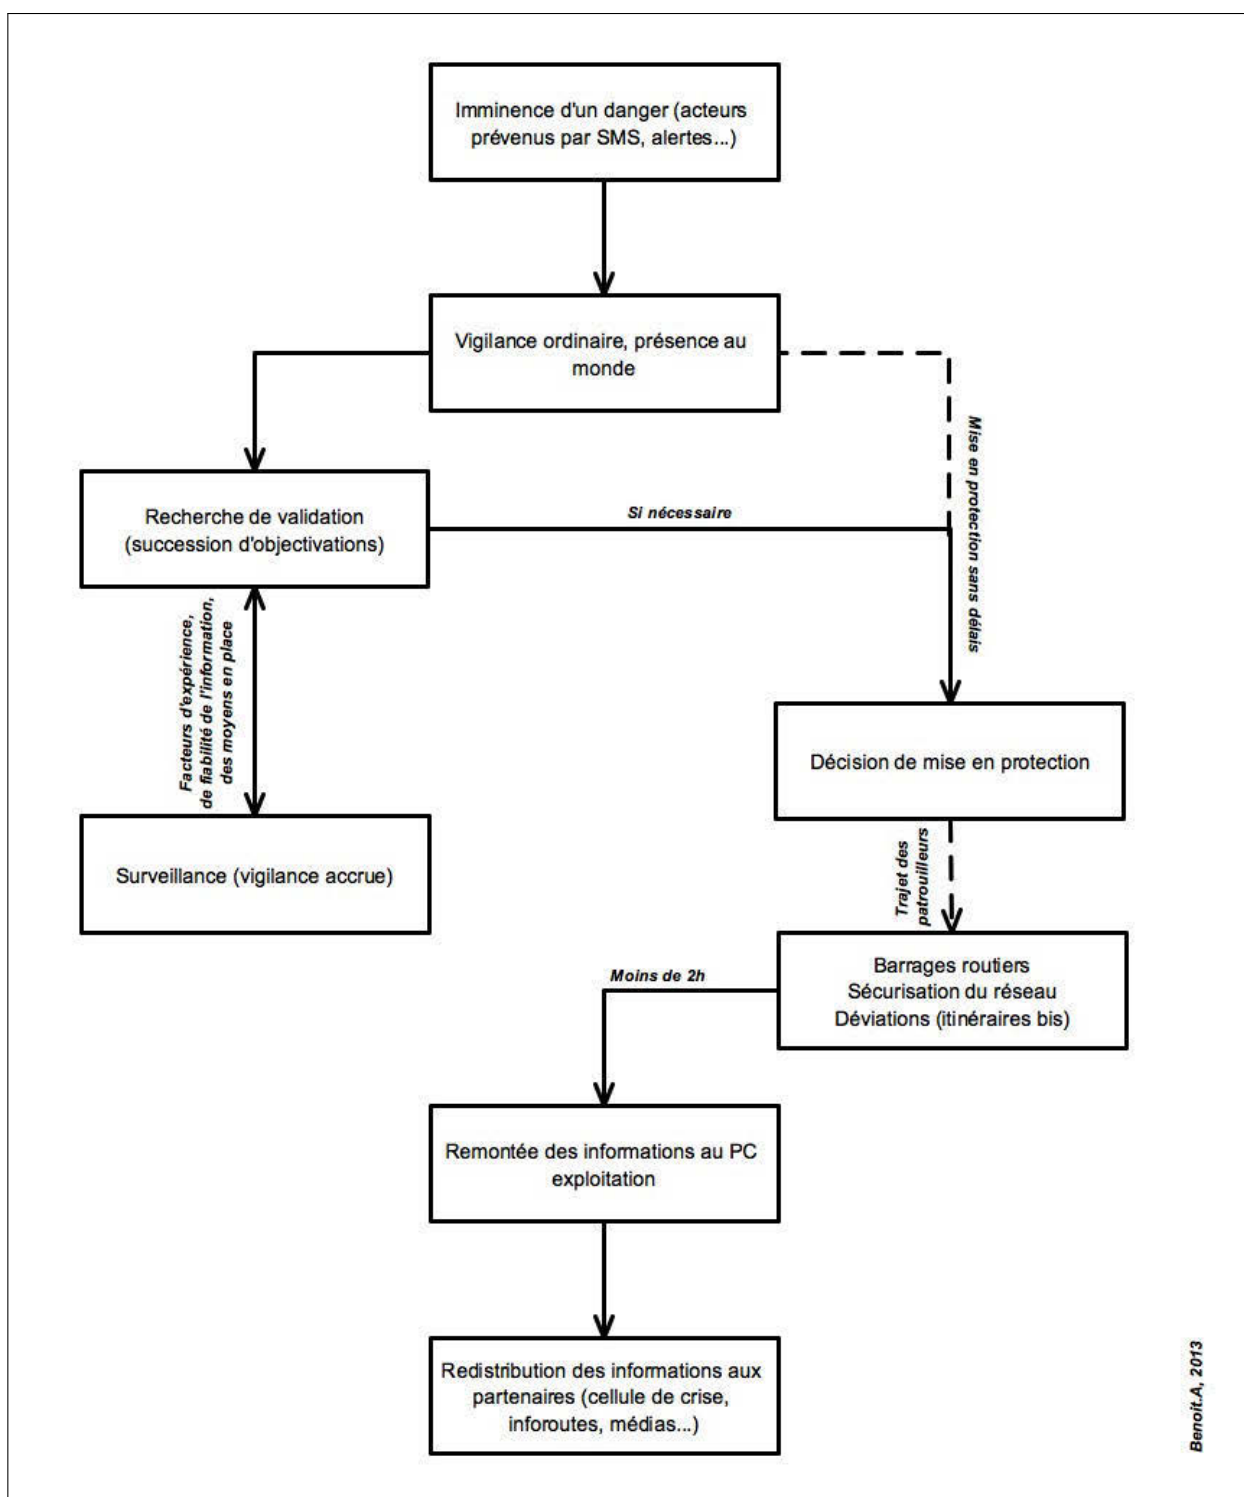 Imminence d'un danger (acteurs
prévenus par SMS, alertes...)
Vigilance ordinaire, présence au
monde
Mise en protection sans délais
Recherche de validation
(succession d'objectivations)
Si nécessaire
Facteurs d'expérience,
de fiabilité de l'information,
des moyens en place
Décision de mise en protection
Surveillance (vigilance accrue)
Trajet des
patrouilleurs
Barrages routiers
Sécurisation du réseau
Déviations (itinéraires bis)
Moins de 2h
Remontée des informations au PC
exploitation
Redistribution des informations aux
partenaires (cellule de crise,
inforoutes, médias...)
Benoit.A, 2013